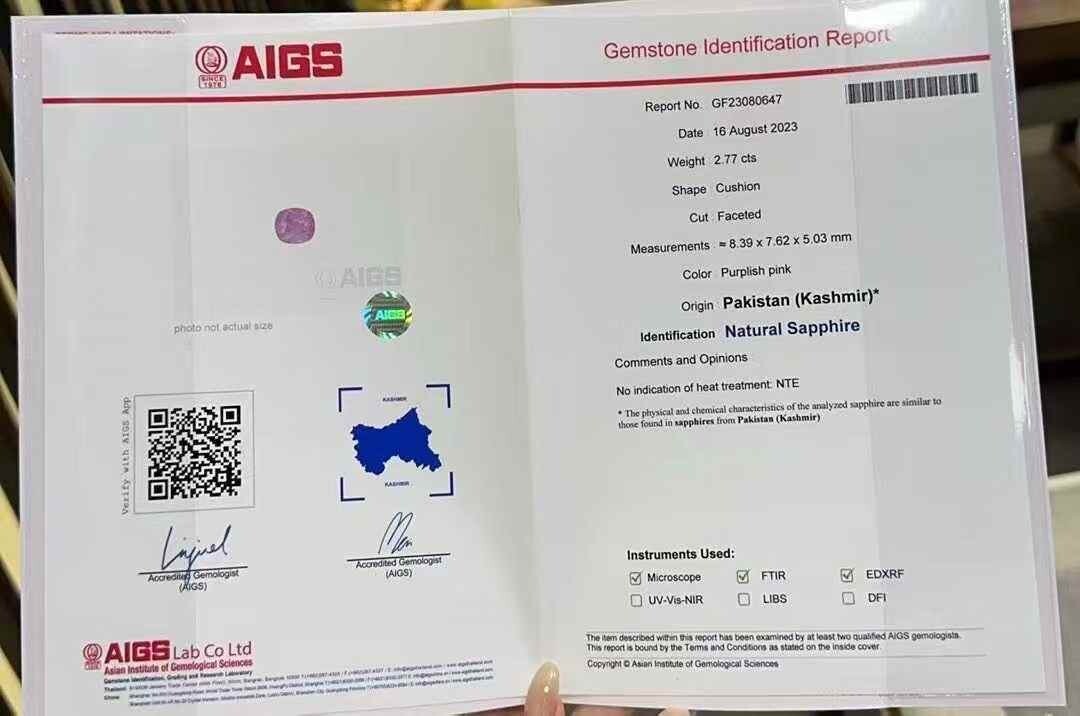 AIGS
SINCE
1978
AIGS
AIGS
photo not actual size
Verify with AIGS App
KASHMIR
KASHMIR
Accredited Gemologist
(AIGS)
Accredited Gemologist
(AIGS)
AIGS Lab Co Ltd
Asian Institute of Gemological Sciences
Gemstone Identification, Grading and Research Laboratory
Gemstone Identification Report
Report No. GF23080647
Date 16 August 2023
Weight 2.77 cts
Shape Cushion
Cut Faceted
Measurements ≈ 8.39 x 7.62 x 5.03 mm
Color Purplish pink
Origin Pakistan (Kashmir)*
Identification Natural Sapphire
Comments and Opinions
No indication of heat treatment: NTE
* The physical and chemical characteristics of the analyzed sapphire are similar to
those found in sapphires from Pakistan (Kashmir)
Instruments Used:
Microscope FTIR EDXRF
UV-Vis-NIR LIBS DFI
The item described within this report has been examined by at least two qualified AIGS gemologists.
This report is bound by the Terms and Conditions as stated on the inside cover.
Copyright © Asian Institute of Gemological Sciences